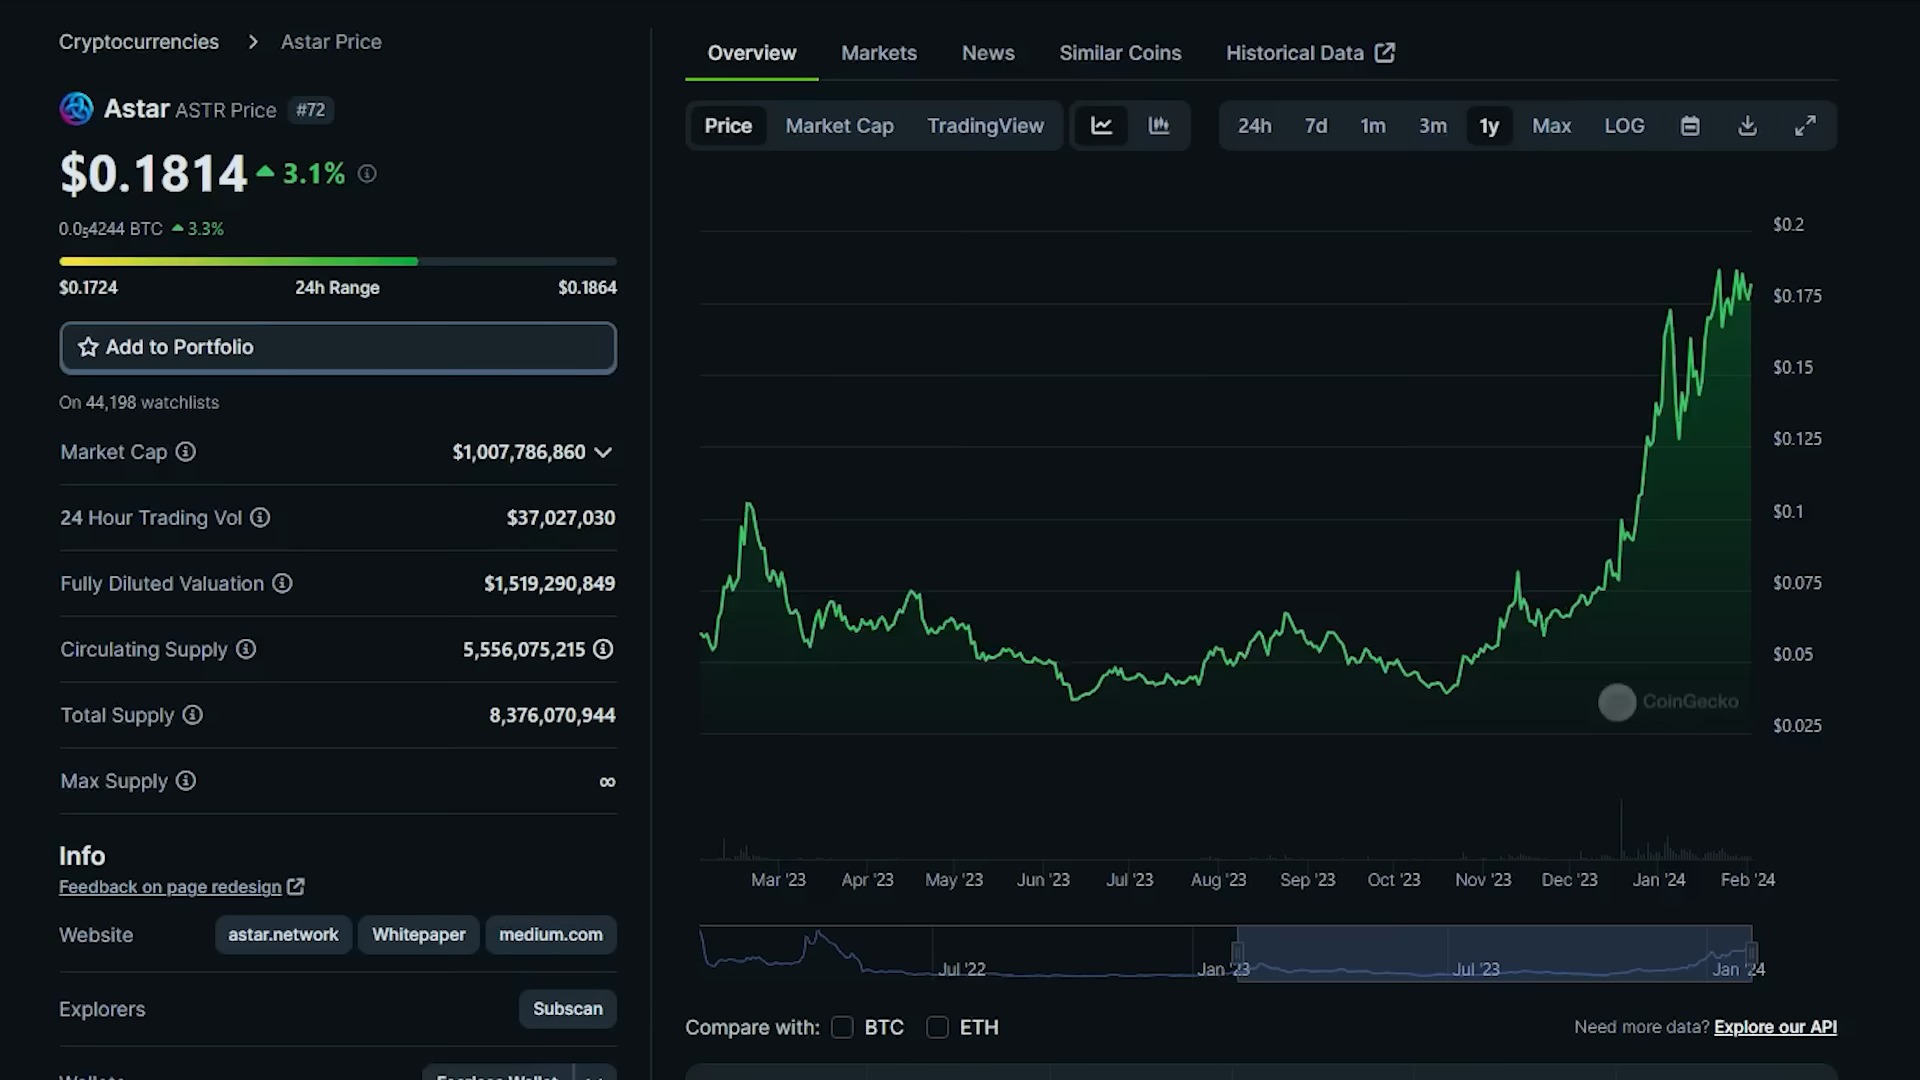 Cryptocurrencies > Astar Price
Astar ASTR Price #72
$0.1814 3.1%
0.0₅4244 BTC 3.3%
$0.1724 24h Range $0.1864
Add to Portfolio
On 44,198 watchlists
Market Cap $1,007,786,860
24 Hour Trading Vol $37,027,030
Fully Diluted Valuation $1,519,290,849
Circulating Supply 5,556,075,215
Total Supply 8,376,070,944
Max Supply ∞
Info
Feedback on page redesign
Website astar.network Whitepaper medium.com
Explorers Subscan
Overview Markets News Similar Coins Historical Data
Price Market Cap TradingView 24h 7d 1m 3m 1y Max LOG
$0.2
$0.175
$0.15
$0.125
$0.1
$0.075
$0.05
$0.025
CoinGecko
Mar '23 Apr '23 May '23 Jun '23 Jul '23 Aug '23 Sep '23 Oct '23 Nov '23 Dec '23 Jan '24 Feb '24
Jul '22 Jan '23 Jul '23 Jan '24
Compare with: BTC ETH
Need more data? Explore our API